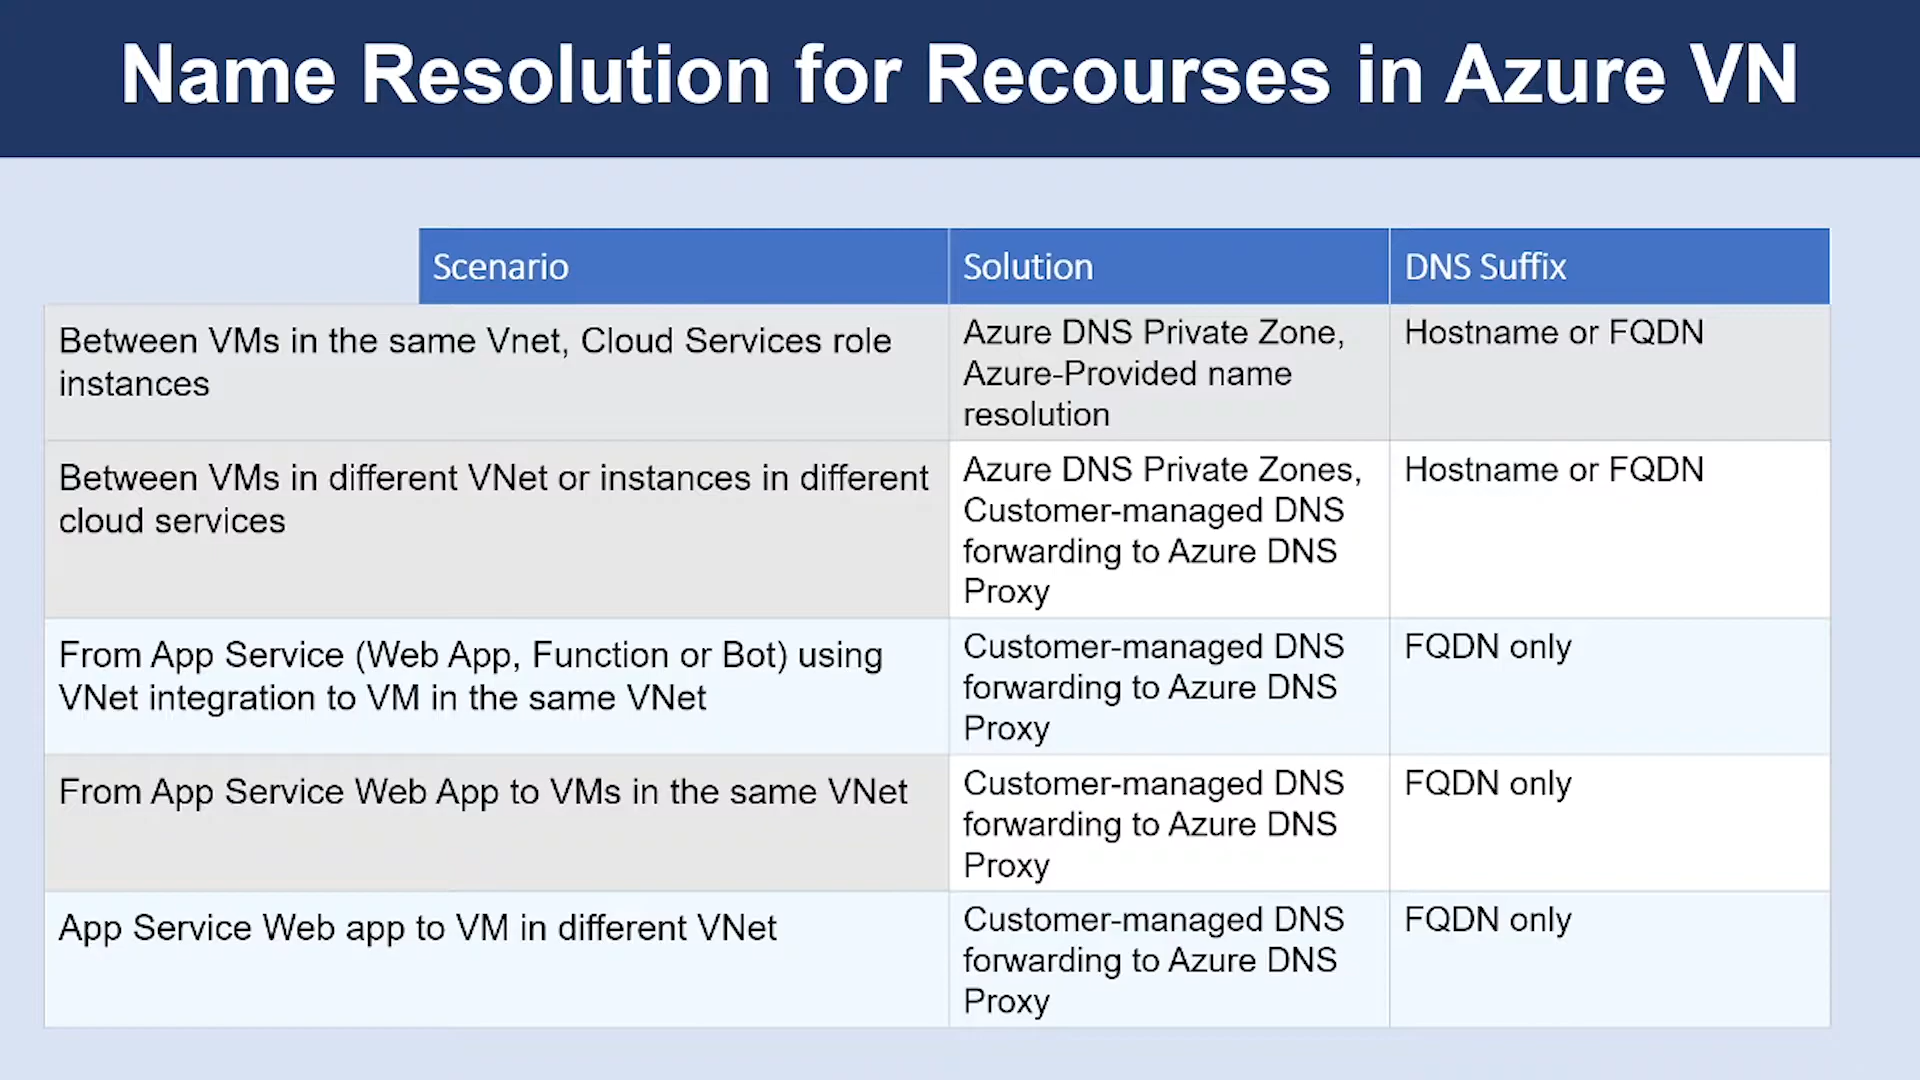 Name Resolution for Recourses in Azure VN
Scenario
Solution
DNS Suffix
Between VMs in the same Vnet, Cloud Services role
instances
Azure DNS Private Zone,
Azure-Provided name
resolution
Hostname or FQDN
Between VMs in different VNet or instances in different
cloud services
Azure DNS Private Zones,
Customer-managed DNS
forwarding to Azure DNS
Proxy
Hostname or FQDN
From App Service (Web App, Function or Bot) using
VNet integration to VM in the same VNet
Customer-managed DNS
forwarding to Azure DNS
Proxy
FQDN only
From App Service Web App to VMs in the same VNet
Customer-managed DNS
forwarding to Azure DNS
Proxy
FQDN only
App Service Web app to VM in different VNet
Customer-managed DNS
forwarding to Azure DNS
Proxy
FQDN only